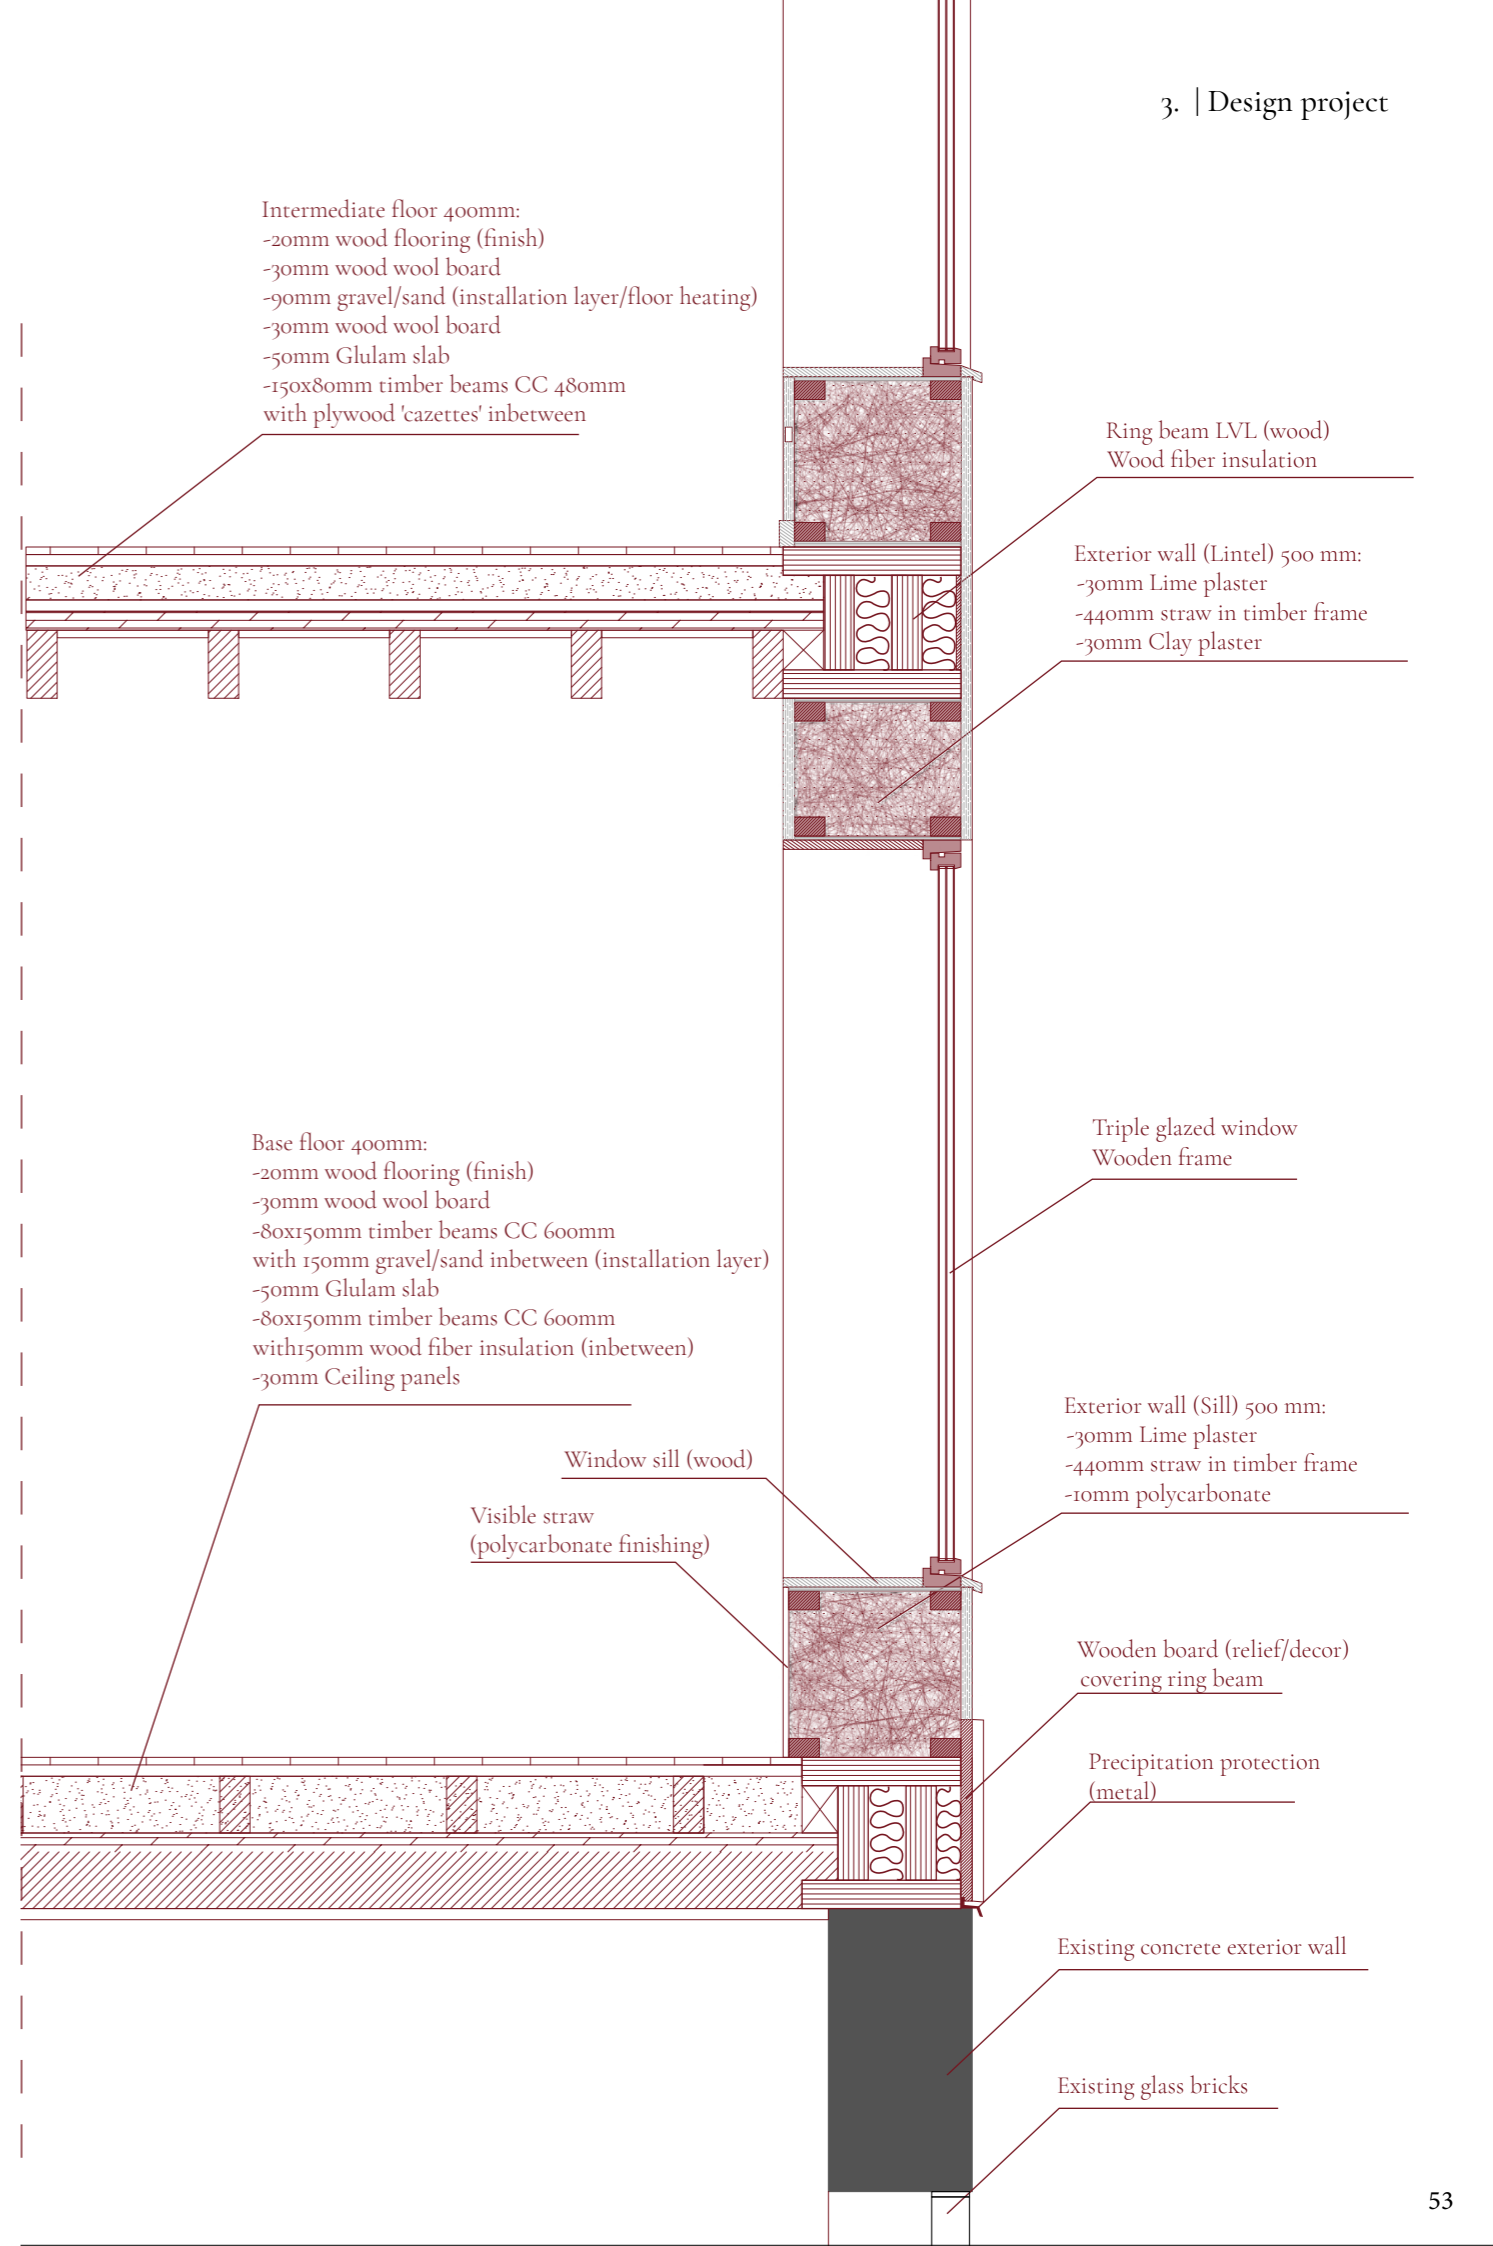 3. | Design project
Intermediate floor 400mm:
-20mm wood flooring (finish)
-30mm wood wool board
-90mm gravel/sand (installation layer/floor heating)
-30mm wood wool board
-50mm Glulam slab
-150x80mm timber beams CC 480mm
with plywood 'cazettes' inbetween
Ring beam LVL (wood)
Wood fiber insulation
Exterior wall (Lintel) 500 mm:
-30mm Lime plaster
-440mm straw in timber frame
-30mm Clay plaster
Triple glazed window
Wooden frame
Base floor 400mm:
-20mm wood flooring (finish)
-30mm wood wool board
-80x150mm timber beams CC 600mm
with 150mm gravel/sand inbetween (installation layer)
-50mm Glulam slab
-80x150mm timber beams CC 600mm
with150mm wood fiber insulation (inbetween)
-30mm Ceiling panels
Exterior wall (Sill) 500 mm:
-30mm Lime plaster
-440mm straw in timber frame
-10mm polycarbonate
Window sill (wood)
Visible straw
(polycarbonate finishing)
Wooden board (relief/decor)
covering ring beam
Precipitation protection
(metal)
Existing concrete exterior wall
Existing glass bricks
53